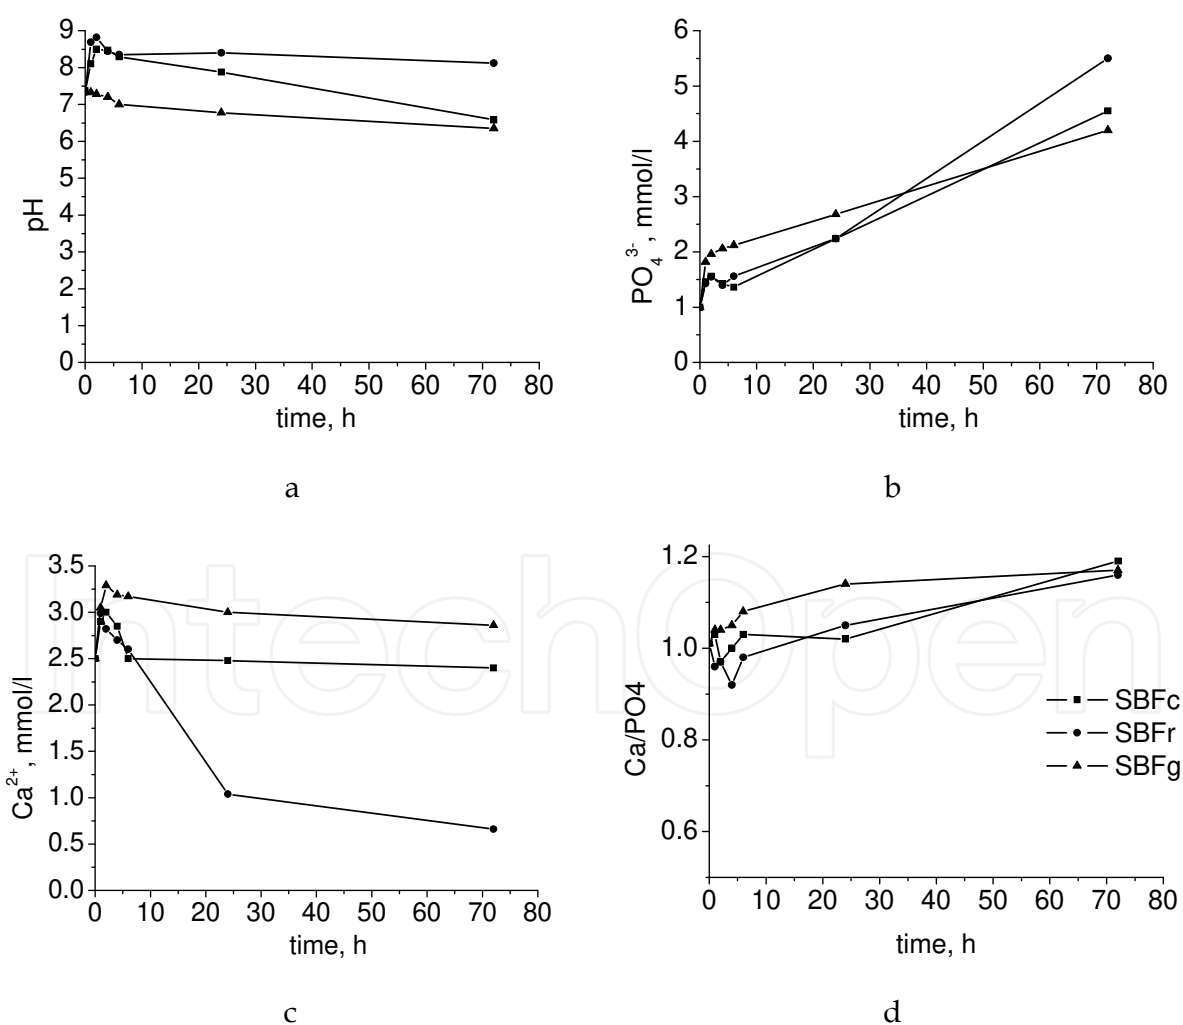 9
8
7
6
5
4
3
2
1
0
pH
0 10 20 30 40 50 60 70 80
time, h
a
6
5
4
3
2
1
0
PO₄³⁻, mmol/l
0 10 20 30 40 50 60 70 80
time, h
b
3.5
3.0
2.5
2.0
1.5
1.0
0.5
0.0
Ca²⁺, mmol/l
0 10 20 30 40 50 60 70 80
time, h
c
1.2
1.0
0.8
0.6
Ca/PO4
SBFc
SBFr
SBFg
0 10 20 30 40 50 60 70 80
time, h
d
IntechOpen